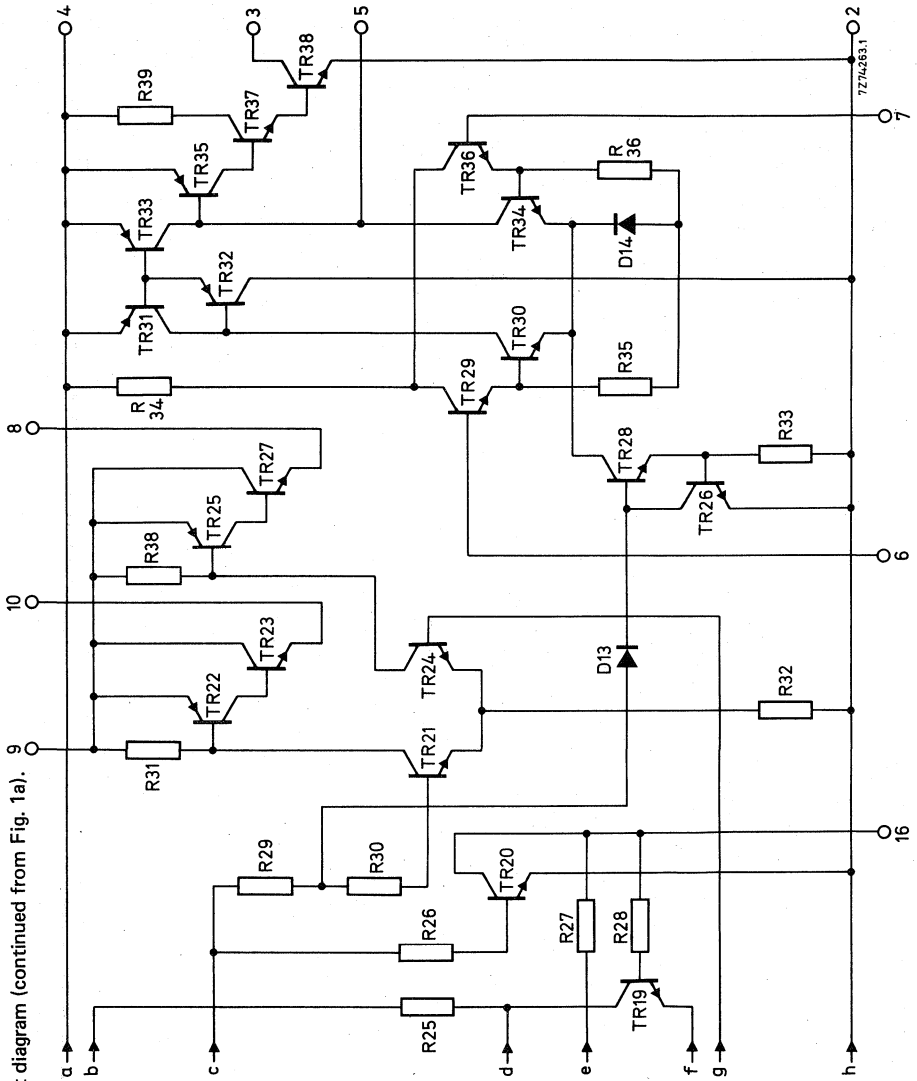 : diagram (continued from Fig. 1a).
9
10
8
a
b
c
d
e
f
g
h
4
3
5
2
7
6
16
R25
R26
R27
R28
TR19
TR20
R29
R30
R31
TR21
TR22
TR23
TR24
R32
D13
R38
TR25
TR27
TR26
TR28
R33
R
34
TR29
TR30
R35
TR31
TR32
TR33
TR34
D14
R
36
TR35
TR36
TR37
TR38
R39
7Z74263.1